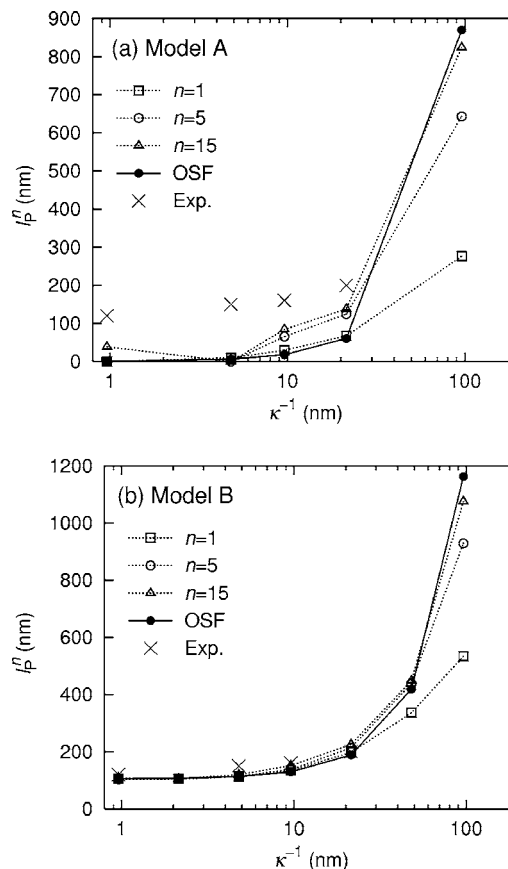 900
800
700
600
500
400
300
200
100
0
l_P^n (nm)
(a) Model A
n=1
n=5
n=15
OSF
Exp.
1 10 100
κ⁻¹ (nm)
1200
1000
800
600
400
200
0
l_P^n (nm)
(b) Model B
n=1
n=5
n=15
OSF
Exp.
1 10 100
κ⁻¹ (nm)